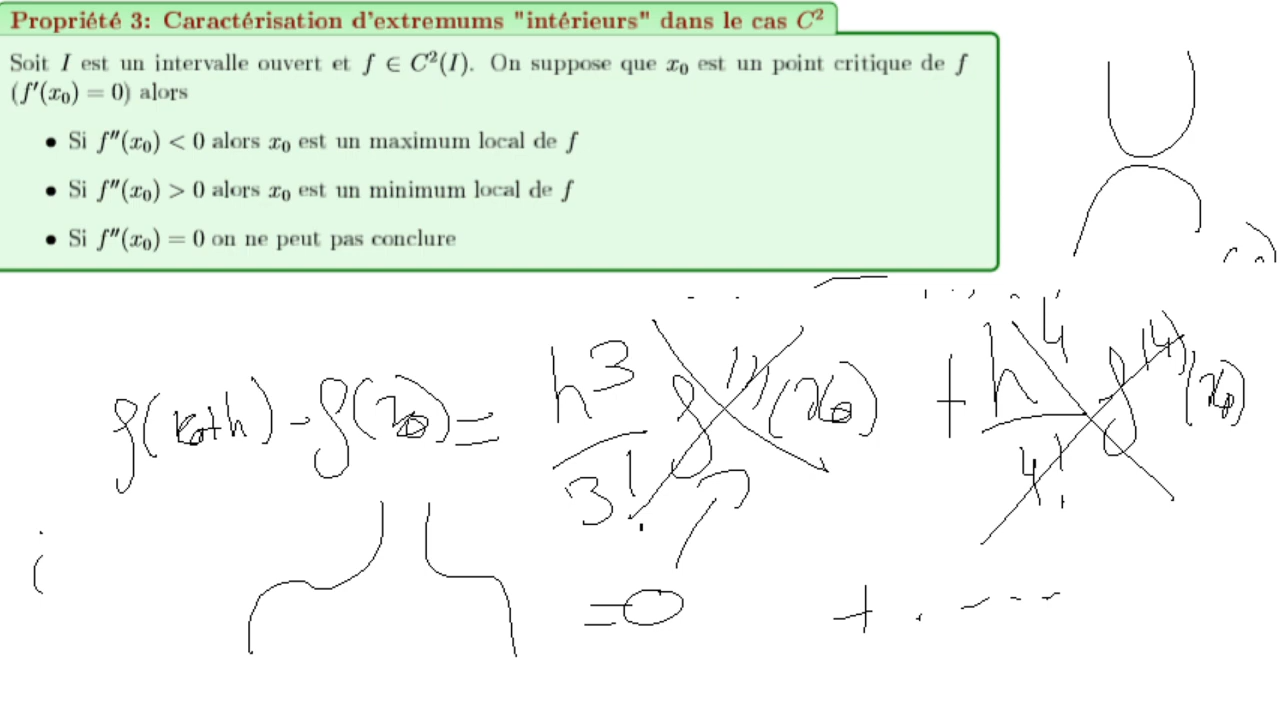 Propriété 3: Caractérisation d'extremums "intérieurs" dans le cas C²
Soit I est un intervalle ouvert et f ∈ C²(I). On suppose que x₀ est un point critique de f
(f′(x₀) = 0) alors
• Si f″(x₀) < 0 alors x₀ est un maximum local de f
• Si f″(x₀) > 0 alors x₀ est un minimum local de f
• Si f″(x₀) = 0 on ne peut pas conclure
f(x₀+h) - f(x₀) = h³/3! f‴(x₀) + h⁴/4! f⁽⁴⁾(x₀)
=0 + . - - -